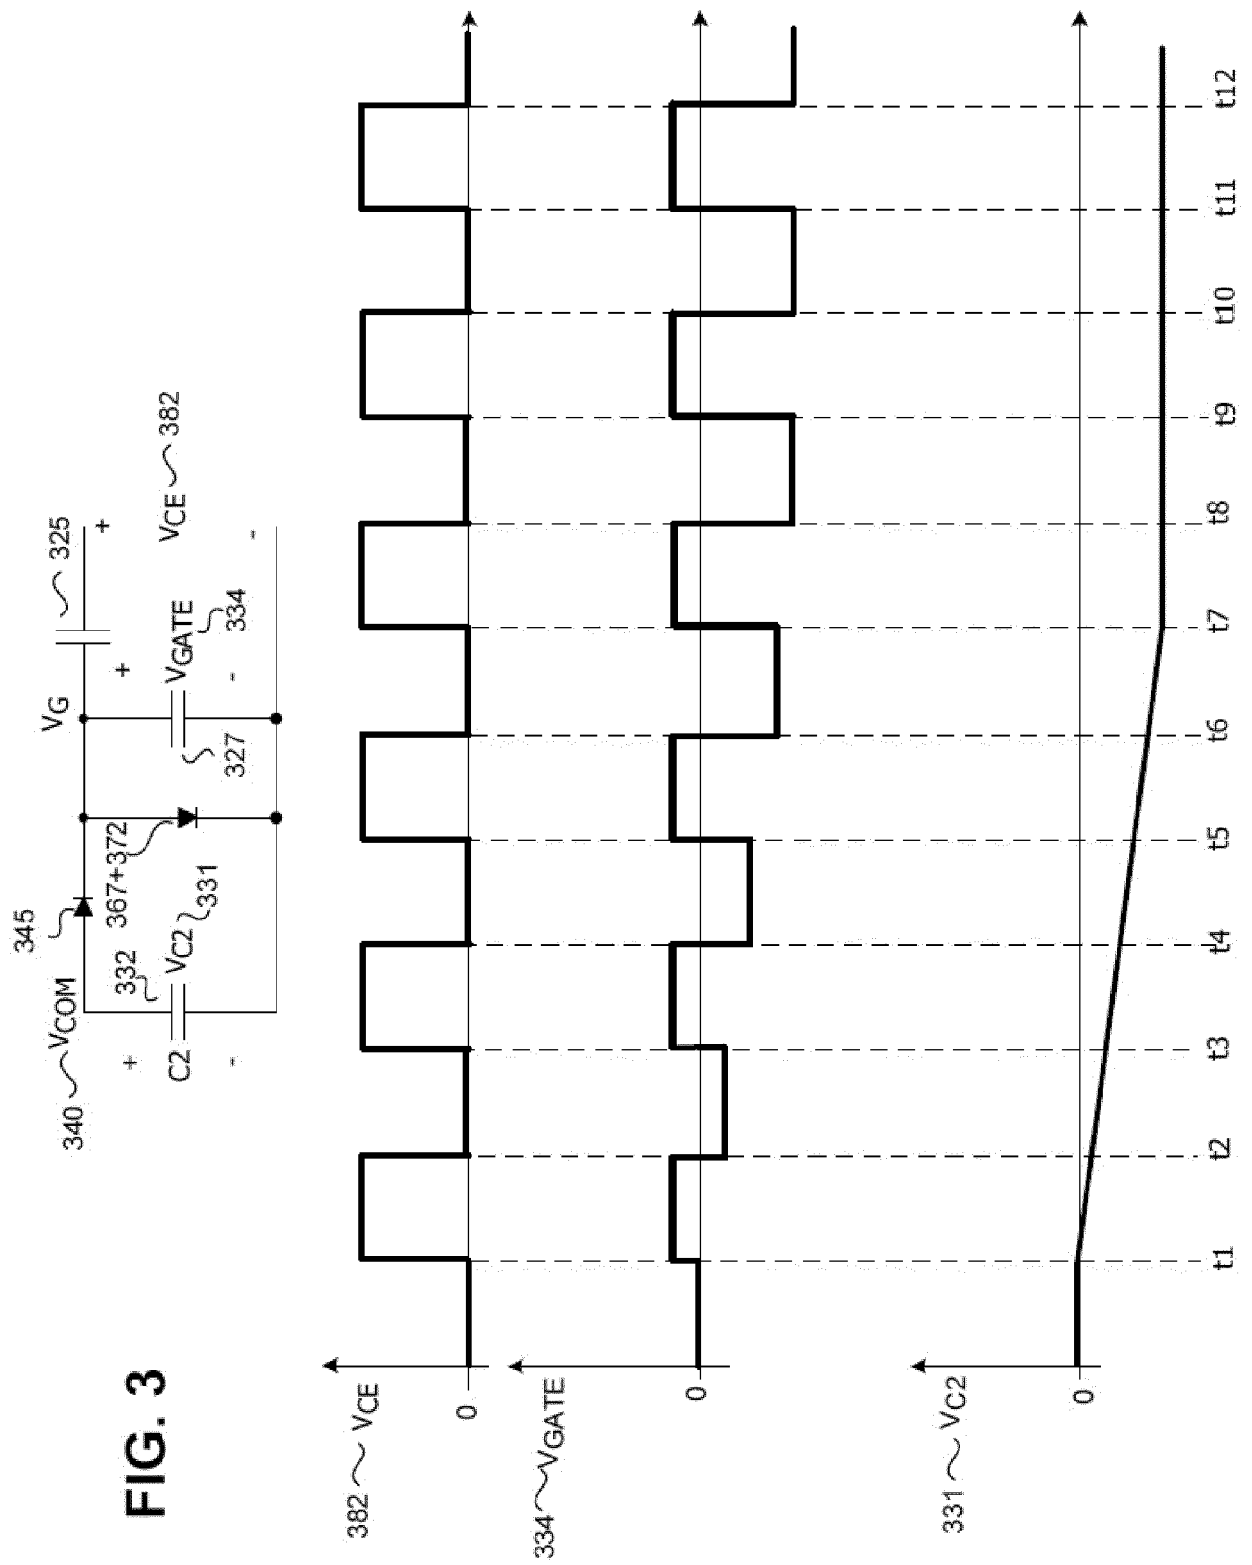 FIG. 3
340 VCOM
345
VG
325
+
C2
-
332
VC2
331
367+372
327
+
VGATE
-
334
+
VCE 382
-
382 VCE
0
334 VGATE
0
331 VC2
0
t1 t2 t3 t4 t5 t6 t7 t8 t9 t10 t11 t12